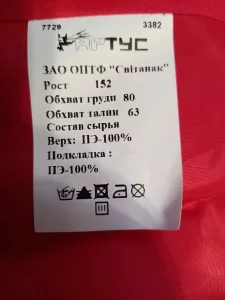 7729 3382
АРТУС
ЗАО ОПТФ "Світанак"
Рост 152
Обхват груди 80
Обхват талии 63
Состав сырья
Верх: ПЭ-100%
Подкладка :
ПЭ-100%